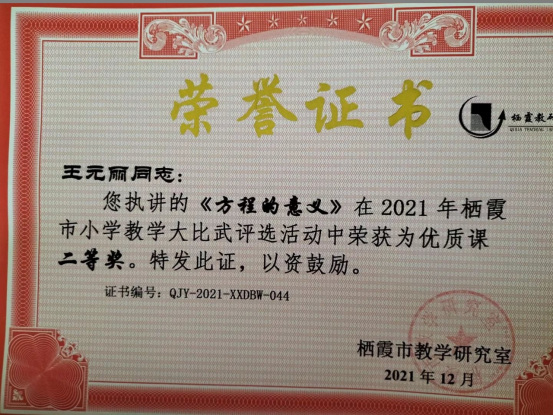 荣誉证书
栖霞教研
王元丽同志：
您执讲的《方程的意义》在2021年栖霞
市小学教学大比武评选活动中荣获为优质课
二等奖。特发此证，以资鼓励。
证书编号：QJY-2021-XXDBW-044
栖霞市教学研究室
2021年12月